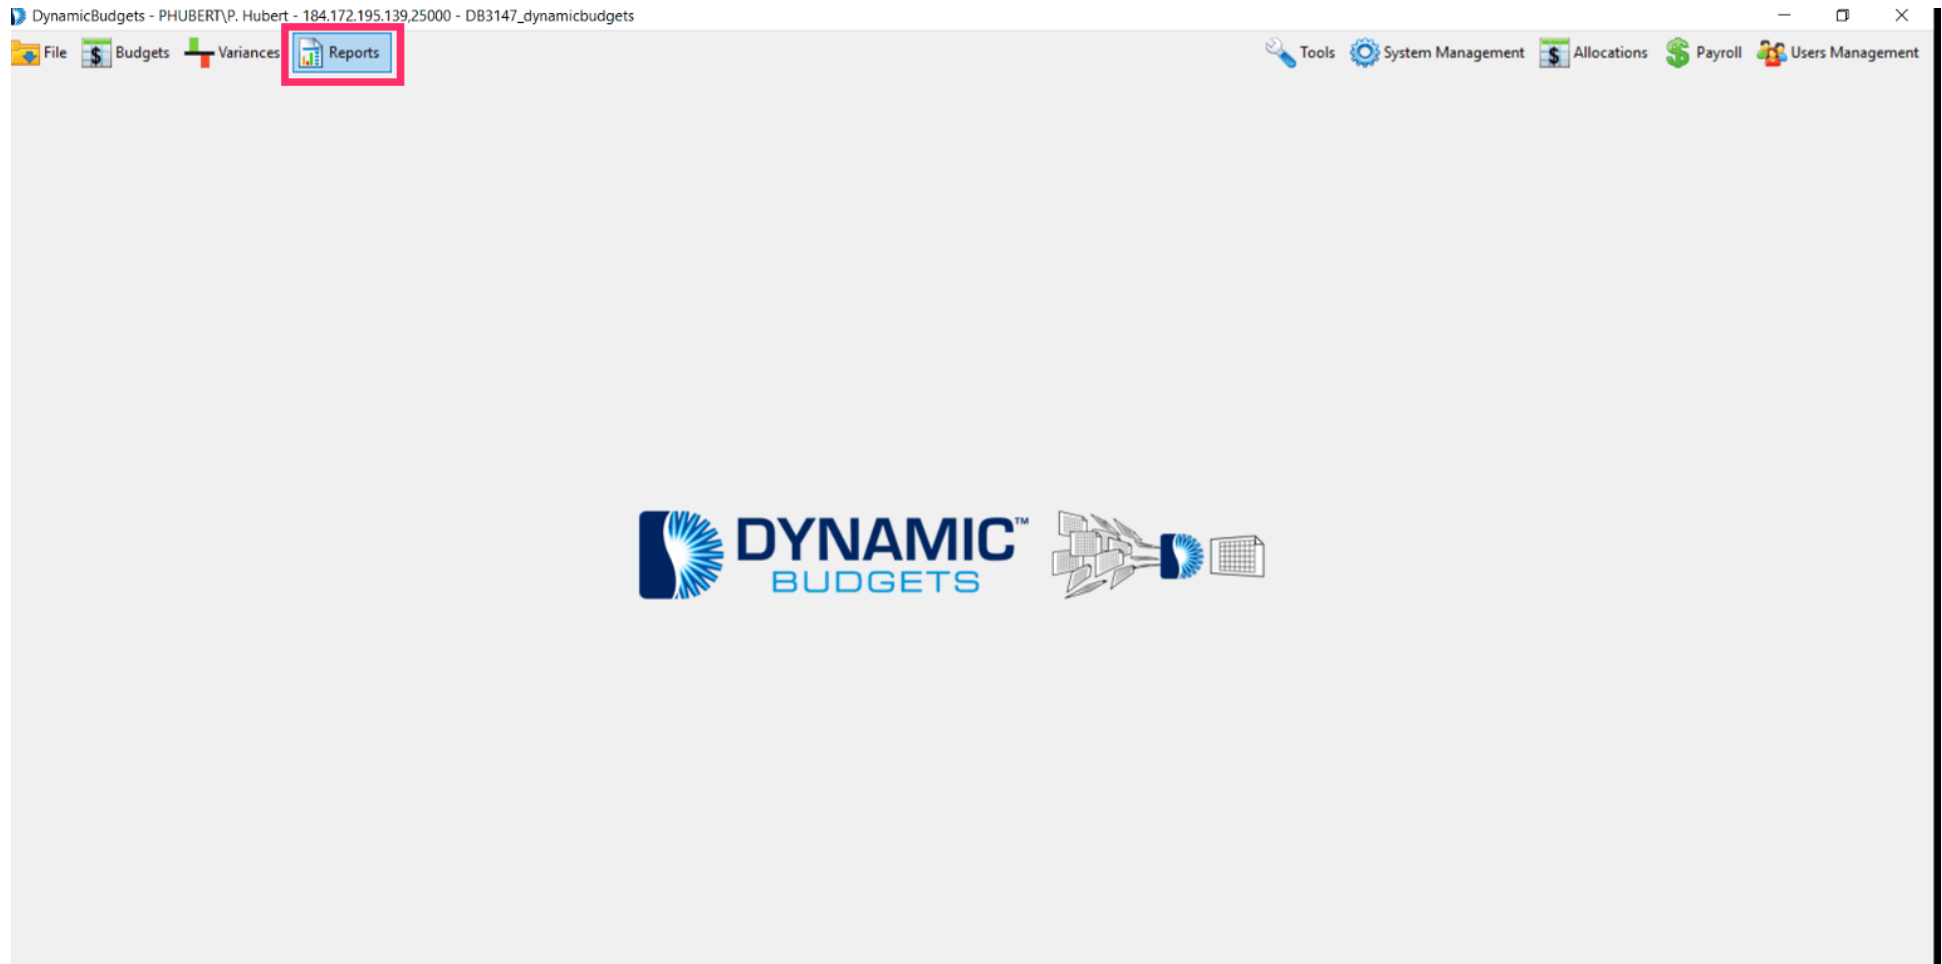 DynamicBudgets - PHUBERT\P. Hubert - 184.172.195.139,25000 - DB3147_dynamicbudgets
File Budgets Variances Reports Tools System Management Allocations Payroll Users Management
DYNAMIC™
BUDGETS